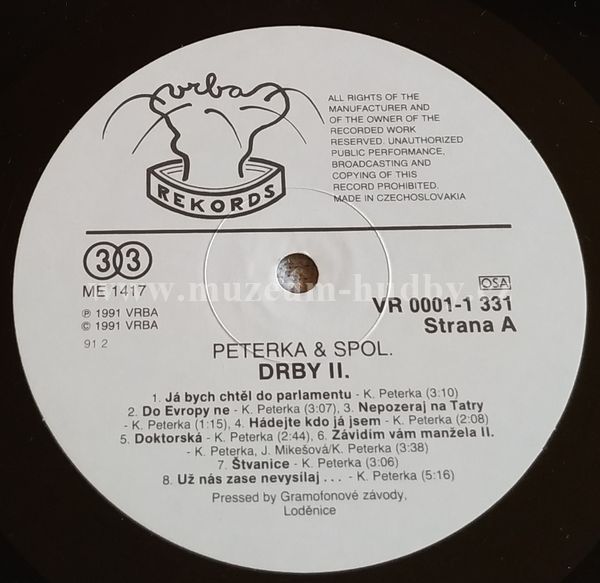 vrba
REKORDS
ALL RIGHTS OF THE
MANUFACTURER AND
OF THE OWNER OF THE
RECORDED WORK
RESERVED. UNAUTHORIZED
PUBLIC PERFORMANCE,
BROADCASTING AND
COPYING OF THIS
RECORD PROHIBITED.
MADE IN CZECHOSLOVAKIA
33
ME 1417
℗ 1991 VRBA
© 1991 VRBA
91 2
OSA
VR 0001-1 331
Strana A
www.muzeum-hudby.
PETERKA & SPOL.
DRBY II.
1. Já bych chtěl do parlamentu - K. Peterka (3:10)
2. Do Evropy ne - K. Peterka (3:07), 3. Nepozeraj na Tatry
- K. Peterka (1:15), 4. Hádejte kdo já jsem - K. Peterka (2:08)
5. Doktorská - K. Peterka (2:44), 6. Závidím vám manžela II.
- K. Peterka, J. Mikešová/K. Peterka (3:38)
7. Štvanice - K. Peterka (3:06)
8. Už nás zase nevysílaj . . . - K. Peterka (5:16)
Pressed by Gramofonové závody,
Loděnice